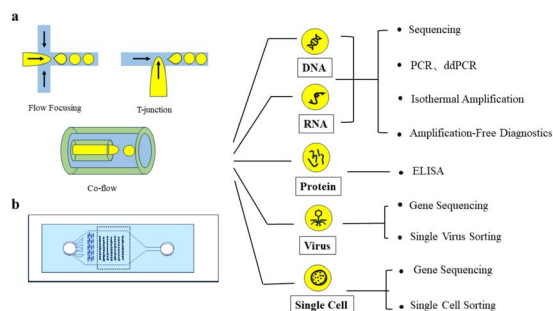 a
Flow Focusing
T-junction
Co-flow
b
DNA
RNA
Protein
Virus
Single Cell
• Sequencing
• PCR、ddPCR
• Isothermal Amplification
• Amplification-Free Diagnostics
• ELISA
• Gene Sequencing
• Single Virus Sorting
• Gene Sequencing
• Single Cell Sorting